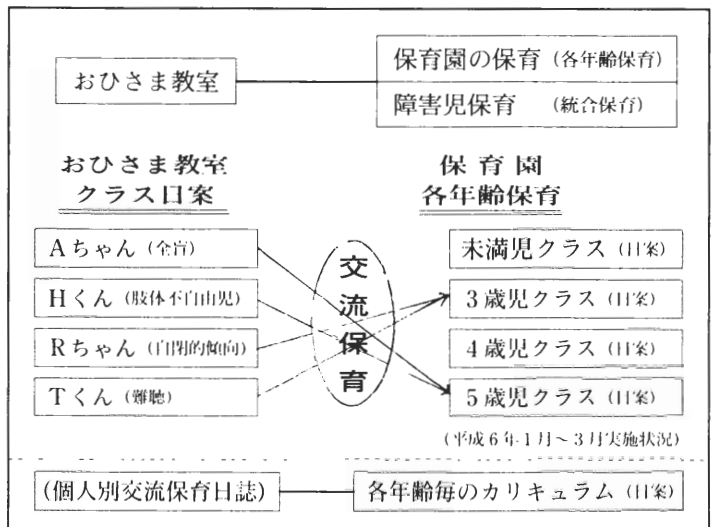 おひさま教室
保育園の保育（各年齢保育）
障害児保育（統合保育）
おひさま教室
クラス日案
保育園
各年齢保育
Aちゃん（全盲）
Hくん（肢体不自由児）
Rちゃん（自閉的傾向）
Tくん（難聴）
交流保育
未満児クラス（日案）
3歳児クラス（日案）
4歳児クラス（日案）
5歳児クラス（日案）
（平成6年1月～3月実施状況）
（個人別交流保育日誌）
各年齢毎のカリキュラム（日案）